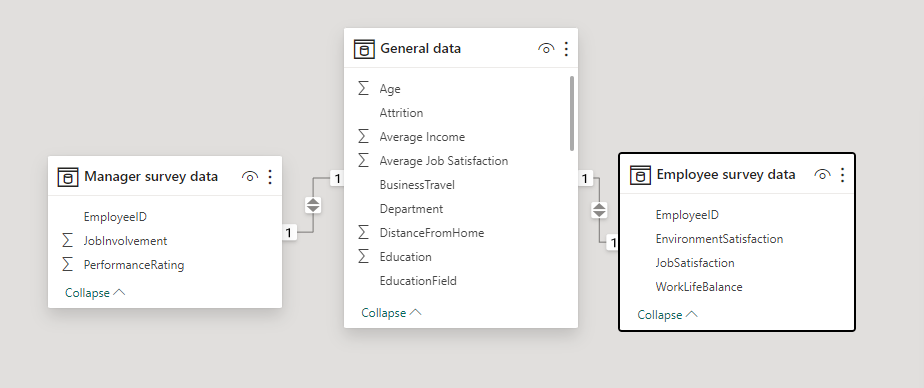 Manager survey data
EmployeeID
JobInvolvement
PerformanceRating
Collapse
1
1
General data
Age
Attrition
Average Income
Average Job Satisfaction
BusinessTravel
Department
DistanceFromHome
Education
EducationField
Collapse
1
1
Employee survey data
EmployeeID
EnvironmentSatisfaction
JobSatisfaction
WorkLifeBalance
Collapse